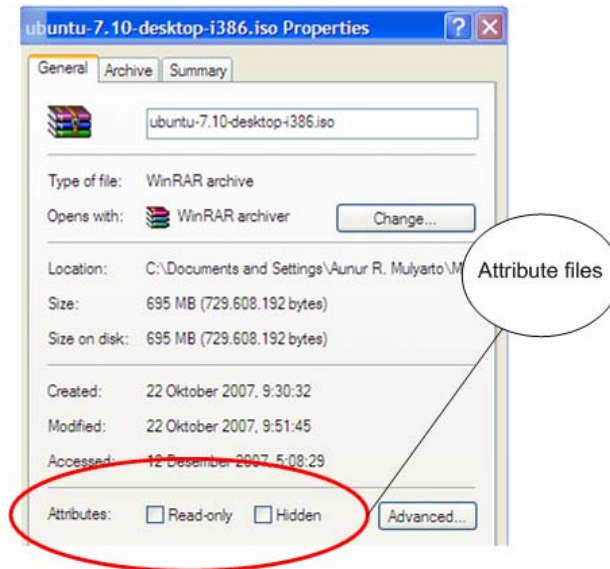 ubuntu-7.10-desktop-i386.iso Properties
General Archive Summary
ubuntu-7.10-desktop-i386.iso
Type of file: WinRAR archive
Opens with: WinRAR archiver Change...
Location: C:\Documents and Settings\Aunur R. Mulyarto\M
Attribute files
Size: 695 MB (729.608.192 bytes)
Size on disk: 695 MB (729.608.192 bytes)
Created: 22 Oktober 2007, 9:30:32
Modified: 22 Oktober 2007, 9:51:45
Accessed: 12 Desember 2007, 5:08:29
Attributes: Read-only Hidden Advanced...